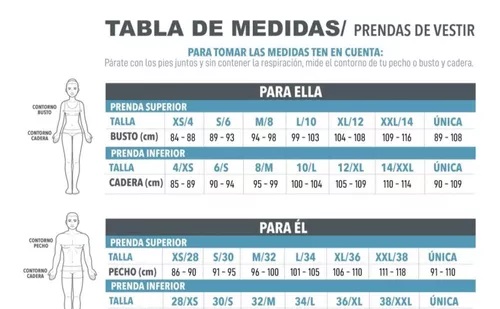 TABLA DE MEDIDAS/ PRENDAS DE VESTIR
PARA TOMAR LAS MEDIDAS TEN EN CUENTA:
Párate con los pies juntos y sin contener la respiración, mide el contorno de tu pecho o busto y cadera.
PARA ELLA
PRENDA SUPERIOR
TALLA XS/4 S/6 M/8 L/10 XL/12 XXL/14 ÚNICA
BUSTO (cm) 84 - 88 89 - 93 94 - 98 99 - 103 104 - 108 109 - 116 89 - 108
PRENDA INFERIOR
TALLA 4/XS 6/S 8/M 10/L 12/XL 14/XXL ÚNICA
CADERA (cm) 85 - 89 90 - 94 95 - 99 100 - 104 105 - 109 110 - 114 90 - 109
CONTORNO
BUSTO
CONTORNO
CADERA
PARA ÉL
PRENDA SUPERIOR
TALLA XS/28 S/30 M/32 L/34 XL/36 XXL/38 ÚNICA
PECHO (cm) 86 - 90 91 - 95 96 - 100 101 - 105 106 - 110 111 - 118 91 - 110
PRENDA INFERIOR
TALLA 28/XS 30/S 32/M 34/L 36/XL 38/XXL ÚNICA
CONTORNO
PECHO
CONTORNO
CADERA